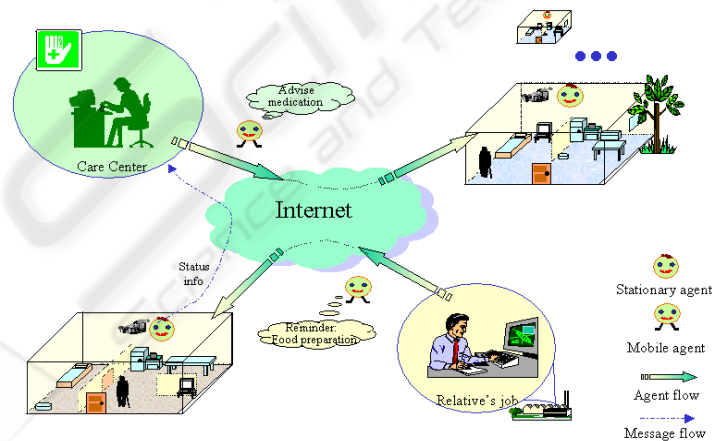 Advise
medication
Care Center
Internet
Status
info
Reminder:
Food preparation
Relative's job
Stationary agent
Mobile agent
Agent flow
Message flow